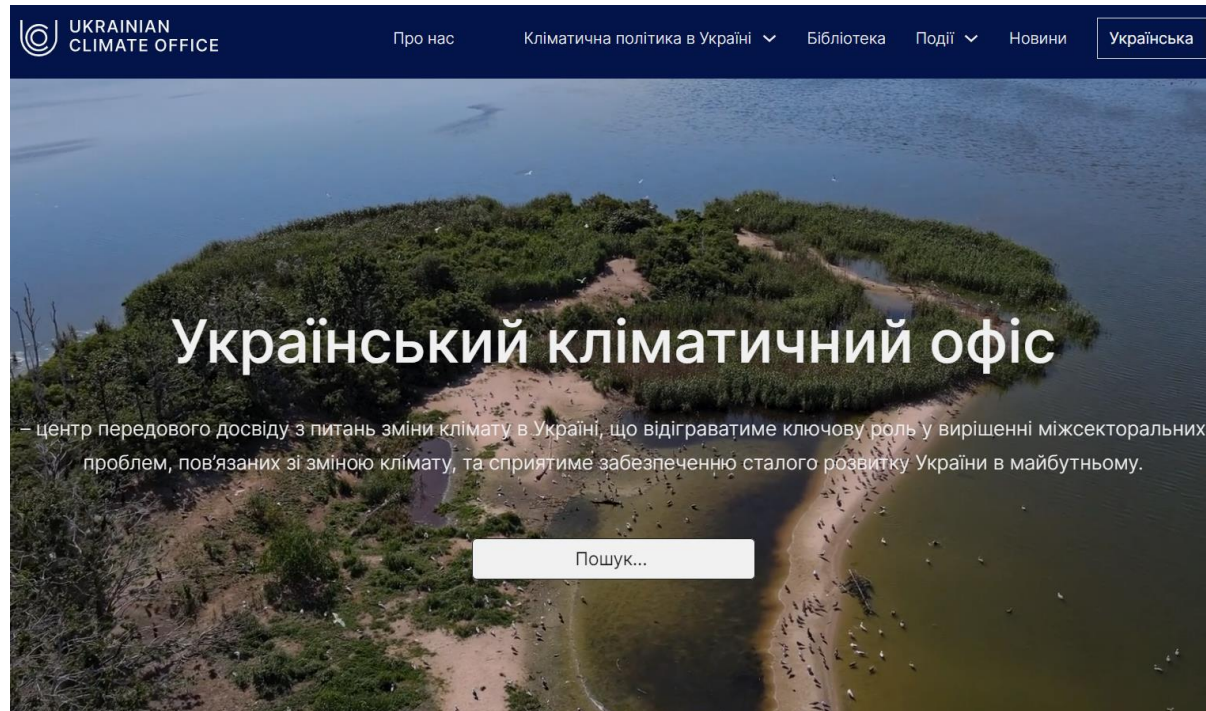 UKRAINIAN
CLIMATE OFFICE
Про нас
Кліматична політика в Україні
Бібліотека
Події
Новини
Українська
Український кліматичний офіс
– центр передового досвіду з питань зміни клімату в Україні, що відіграватиме ключову роль у вирішенні міжсекторальних
проблем, пов’язаних зі зміною клімату, та сприятиме забезпеченню сталого розвитку України в майбутньому.
Пошук...